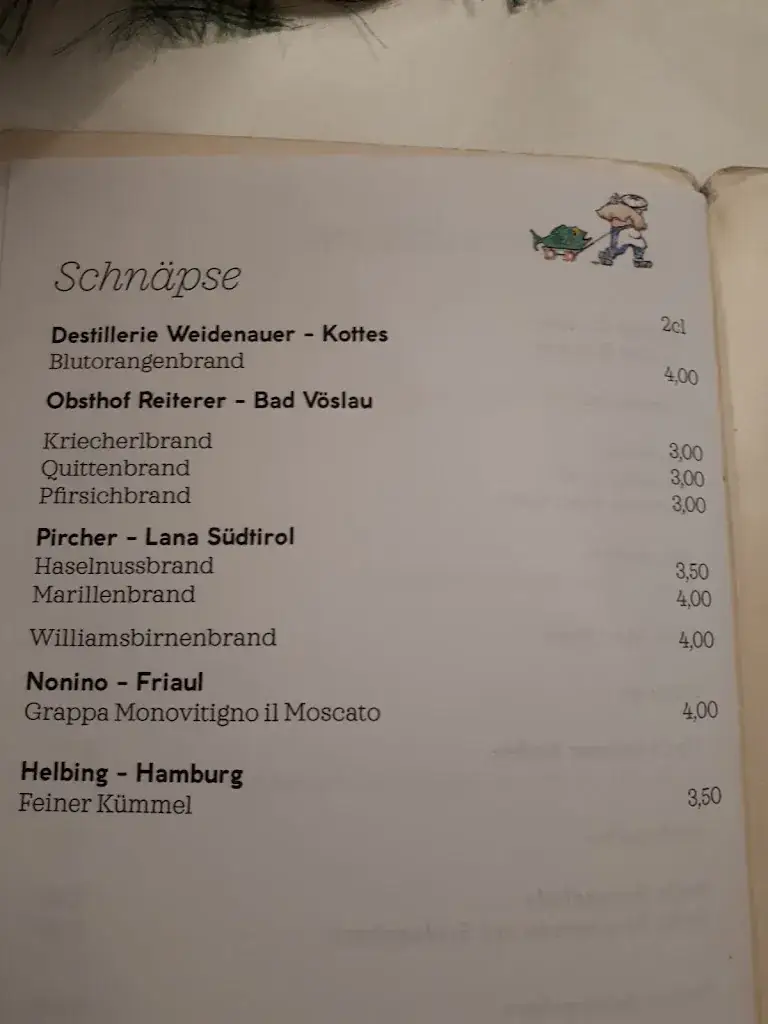 Schnäpse
Destillerie Weidenauer - Kottes 2cl
Blutorangenbrand 4,00
Obsthof Reiterer - Bad Vöslau
Kriecherlbrand 3,00
Quittenbrand 3,00
Pfirsichbrand 3,00
Pircher - Lana Südtirol
Haselnussbrand 3,50
Marillenbrand 4,00
Williamsbirnenbrand 4,00
Nonino - Friaul
Grappa Monovitigno il Moscato 4,00
Helbing - Hamburg
Feiner Kümmel 3,50